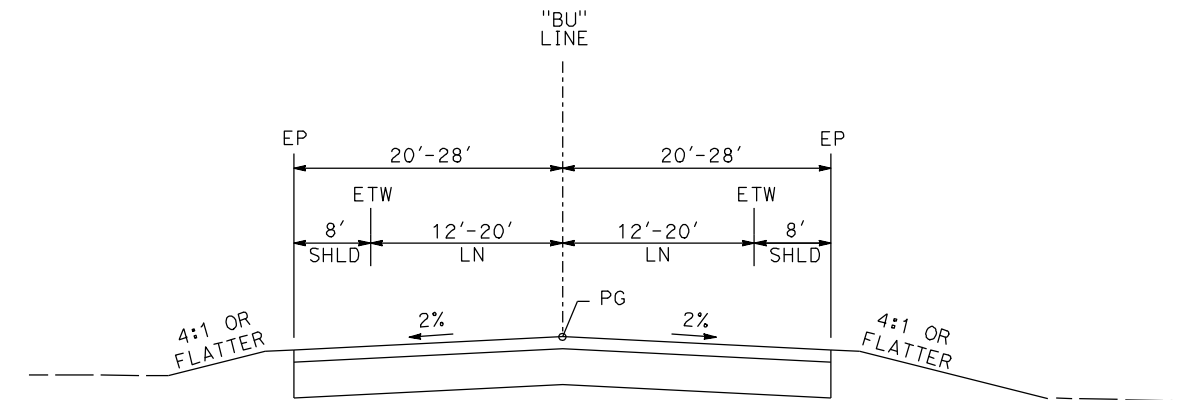 "BU"
LINE
EP
EP
20'-28'
20'-28'
ETW
ETW
8'
12'-20'
12'-20'
8'
SHLD
LN
LN
SHLD
PG
4:1 OR
FLATTER
2%
2%
4:1 OR
FLATTER